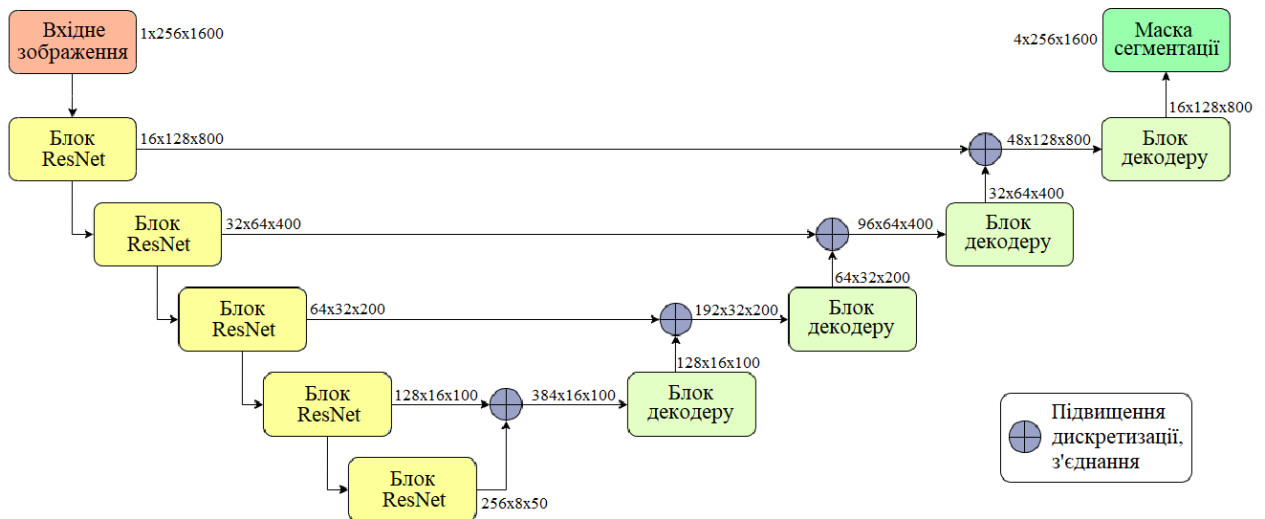 Вхідне
зображення
1x256x1600
4x256x1600
Маска
сегментації
16x128x800
Блок
ResNet
16x128x800
48x128x800
Блок
декодеру
32x64x400
Блок
ResNet
32x64x400
96x64x400
Блок
декодеру
64x32x200
Блок
ResNet
64x32x200
192x32x200
Блок
декодеру
128x16x100
Блок
ResNet
128x16x100
384x16x100
Блок
декодеру
Блок
ResNet
256x8x50
Підвищення
дискретизації,
з'єднання